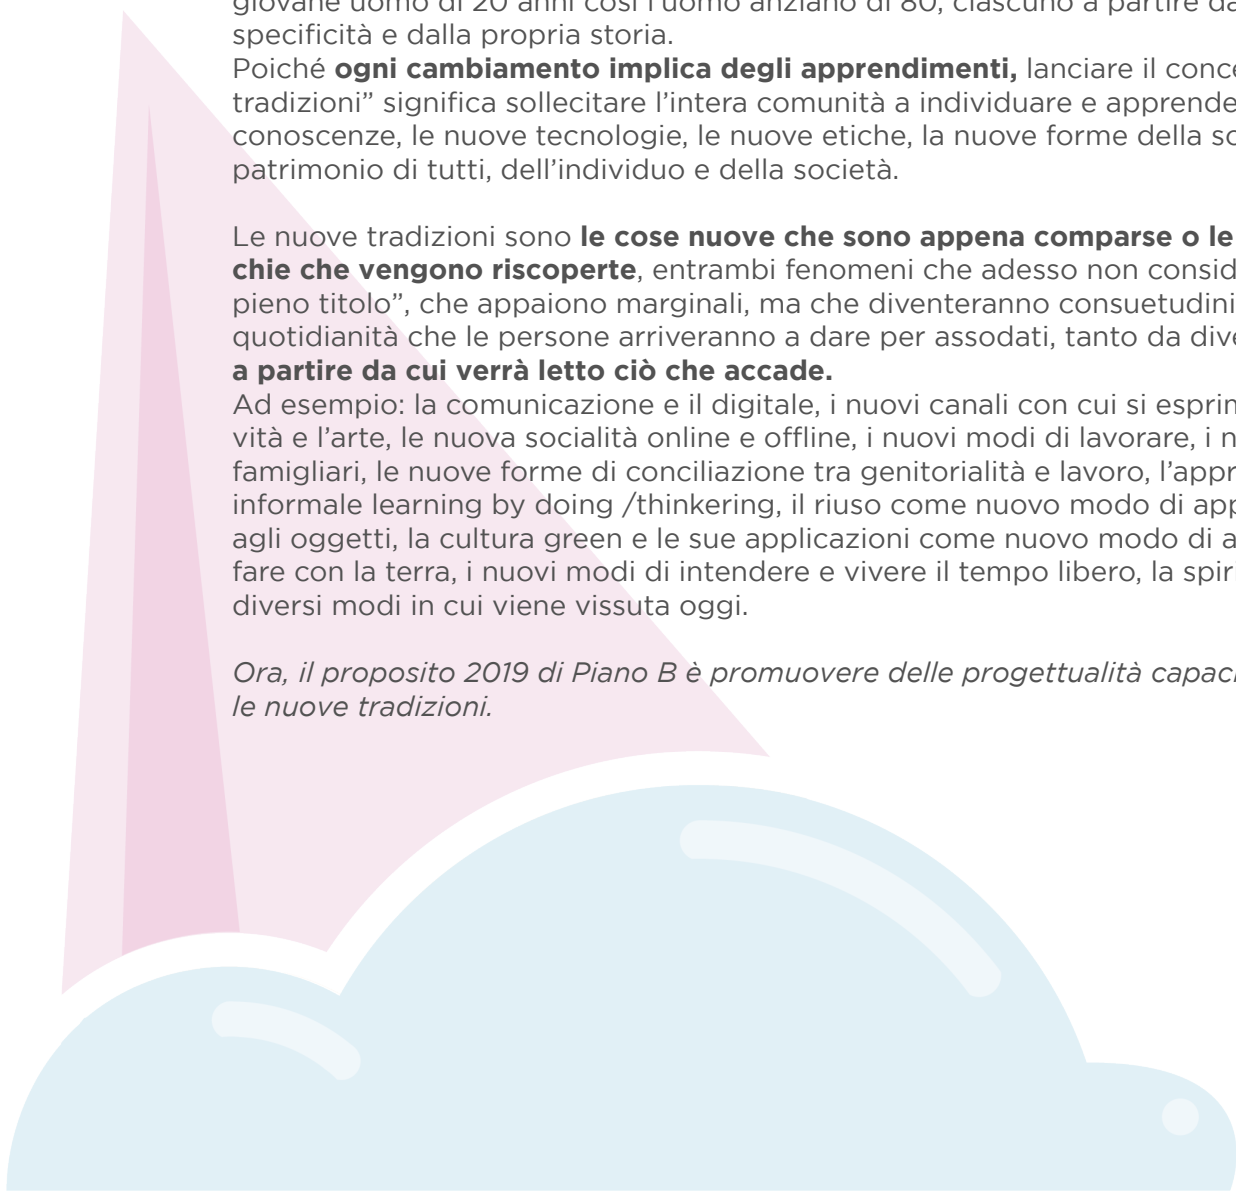 giovane uomo di 20 anni così l'uomo anziano di 80, ciascuno a partire da
specificità e dalla propria storia.
Poiché ogni cambiamento implica degli apprendimenti, lanciare il conce
tradizioni” significa sollecitare l’intera comunità a individuare e apprende
conoscenze, le nuove tecnologie, le nuove etiche, la nuove forme della so
patrimonio di tutti, dell’individuo e della società.
Le nuove tradizioni sono le cose nuove che sono appena comparse o le
chie che vengono riscoperte, entrambi fenomeni che adesso non consid
pieno titolo”, che appaiono marginali, ma che diventeranno consuetudini
quotidianità che le persone arriveranno a dare per assodati, tanto da dive
a partire da cui verrà letto ciò che accade.
Ad esempio: la comunicazione e il digitale, i nuovi canali con cui si esprim
vità e l’arte, le nuova socialità online e offline, i nuovi modi di lavorare, i n
famigliari, le nuove forme di conciliazione tra genitorialità e lavoro, l’appr
informale learning by doing /thinkering, il riuso come nuovo modo di app
agli oggetti, la cultura green e le sue applicazioni come nuovo modo di a
fare con la terra, i nuovi modi di intendere e vivere il tempo libero, la spiri
diversi modi in cui viene vissuta oggi.
Ora, il proposito 2019 di Piano B è promuovere delle progettualità capaci
le nuove tradizioni.